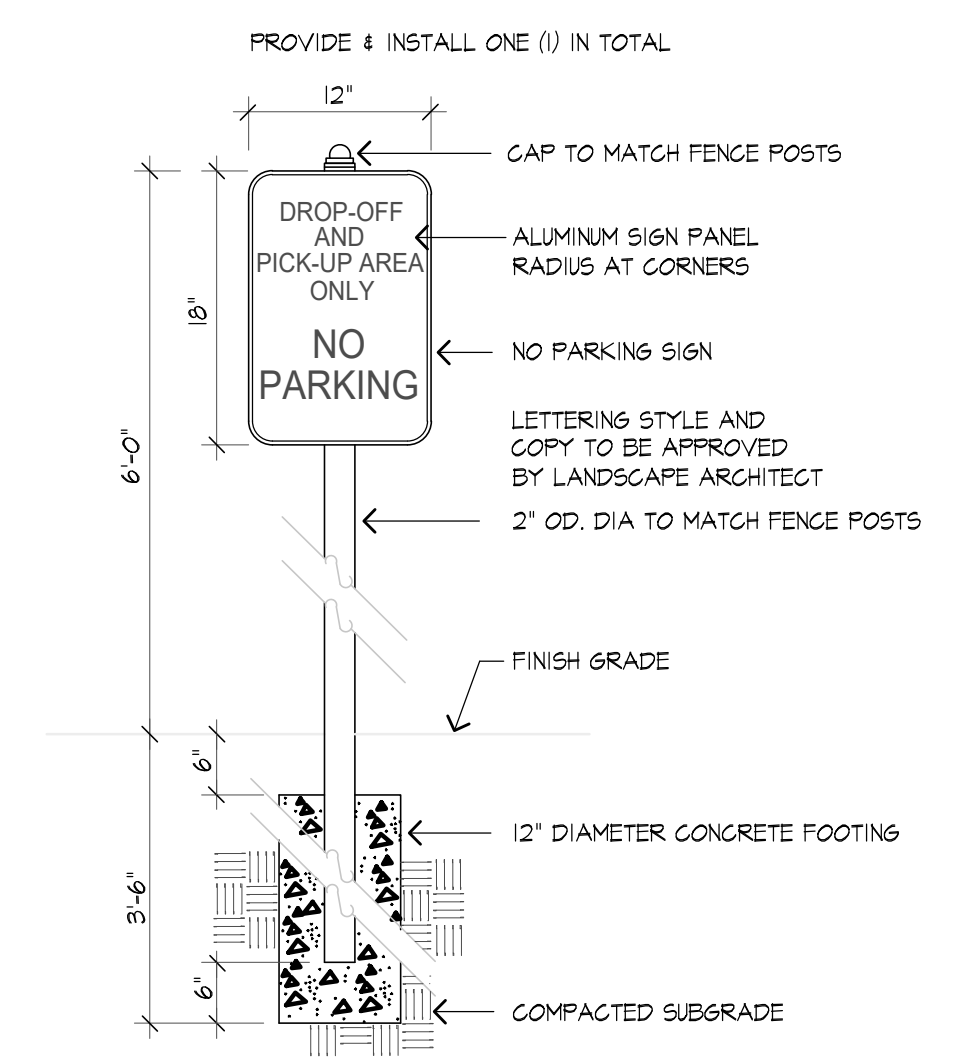 PROVIDE & INSTALL ONE (1) IN TOTAL
12"
CAP TO MATCH FENCE POSTS
DROP-OFF
AND
PICK-UP AREA
ONLY
NO
PARKING
ALUMINUM SIGN PANEL
RADIUS AT CORNERS
18"
NO PARKING SIGN
LETTERING STYLE AND
COPY TO BE APPROVED
BY LANDSCAPE ARCHITECT
6'-0"
2" OD. DIA TO MATCH FENCE POSTS
FINISH GRADE
6"
12" DIAMETER CONCRETE FOOTING
3'-6"
6"
COMPACTED SUBGRADE